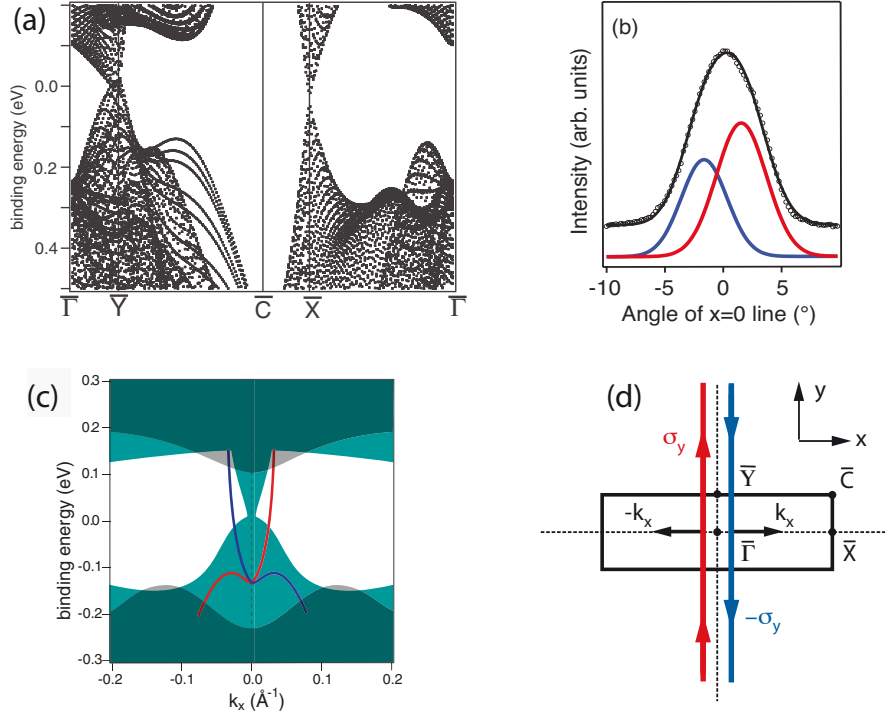 (a)
binding energy (eV)
0.0
0.2
0.4
Γ̅ Y̅ C̅ X̅ Γ̅
(b)
Intensity (arb. units)
-10 -5 0 5
Angle of x=0 line (°)
(c)
binding energy (eV)
0.3
0.2
0.1
0.0
-0.1
-0.2
-0.3
-0.2 -0.1 0.0 0.1 0.2
kₓ (Å⁻¹)
(d)
y
x
σy
Y̅ C̅
-kₓ kₓ
Γ̅ X̅
-σy